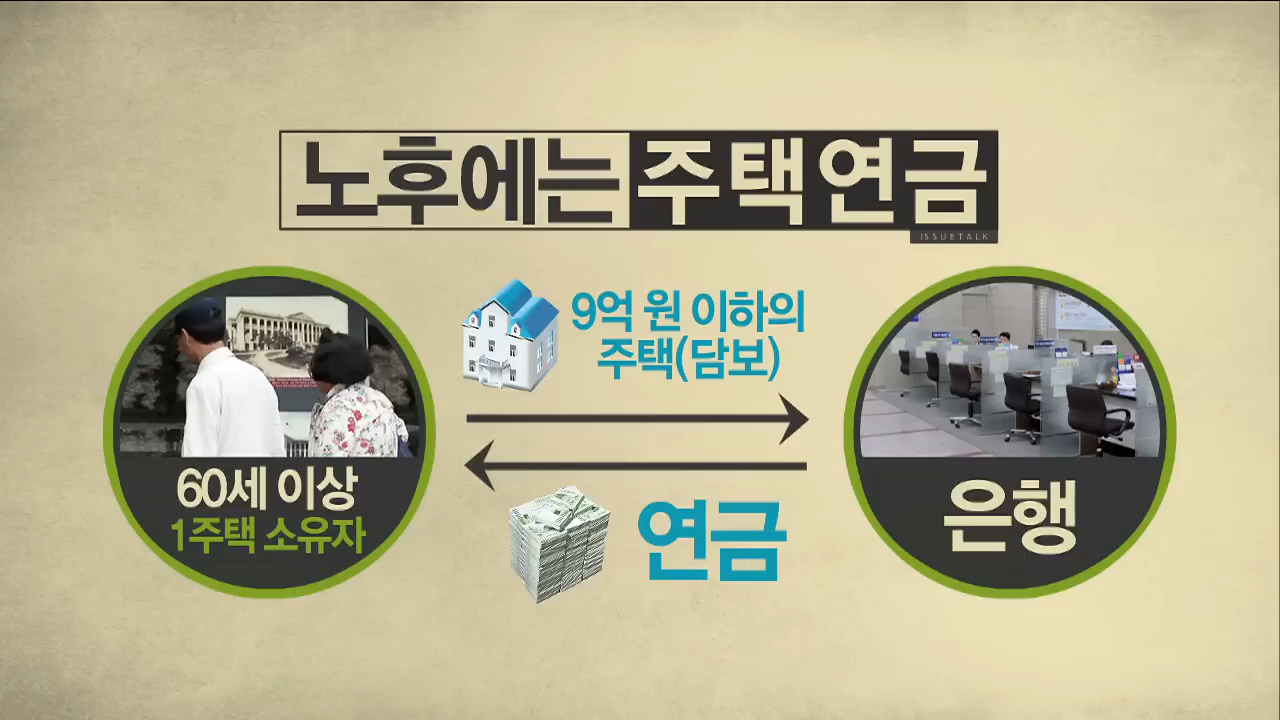 노후에는 주택연금
ISSUETALK
9억 원 이하의
주택(담보)
60세 이상
1주택 소유자
연금
은행